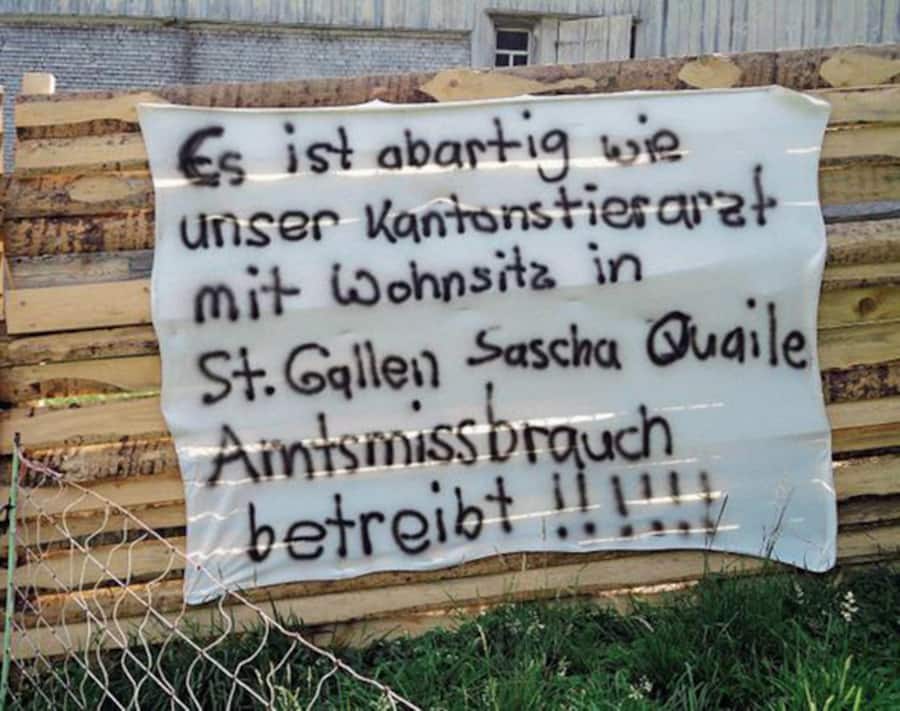 Es ist abartig wie
unser Kantonstierarzt
mit Wohnsitz in
St. Gallen Sascha Quaile
Amtsmissbrauch
betreibt !!!!!!